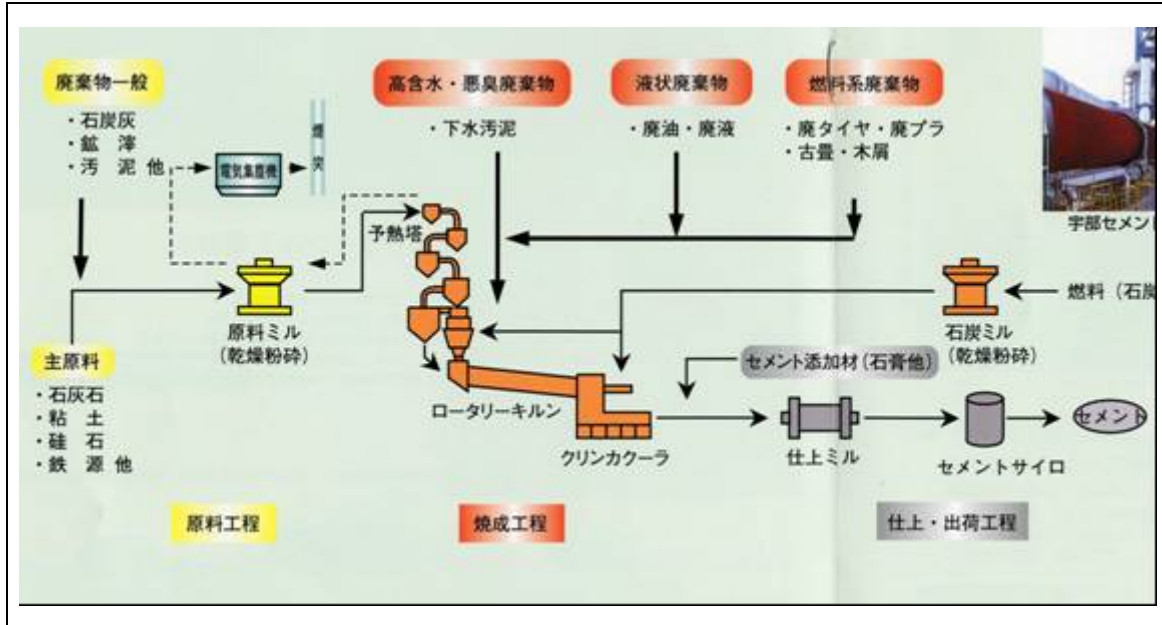 廃棄物一般
・石炭灰
・鉱 滓
・汚 泥 他
電気集塵機
煙突
高含水・悪臭廃棄物
・下水汚泥
液状廃棄物
・廃油・廃液
燃料系廃棄物
・廃タイヤ・廃プラ
・古畳・木屑
宇部セメント
予熱塔
原料ミル
(乾燥粉砕)
燃料(石炭
石炭ミル
(乾燥粉砕)
主原料
・石灰石
・粘 土
・硅 石
・鉄 源 他
セメント添加材(石膏他)
ロータリーキルン
クリンカクーラ
仕上ミル
セメントサイロ
セメント
原料工程
焼成工程
仕上・出荷工程